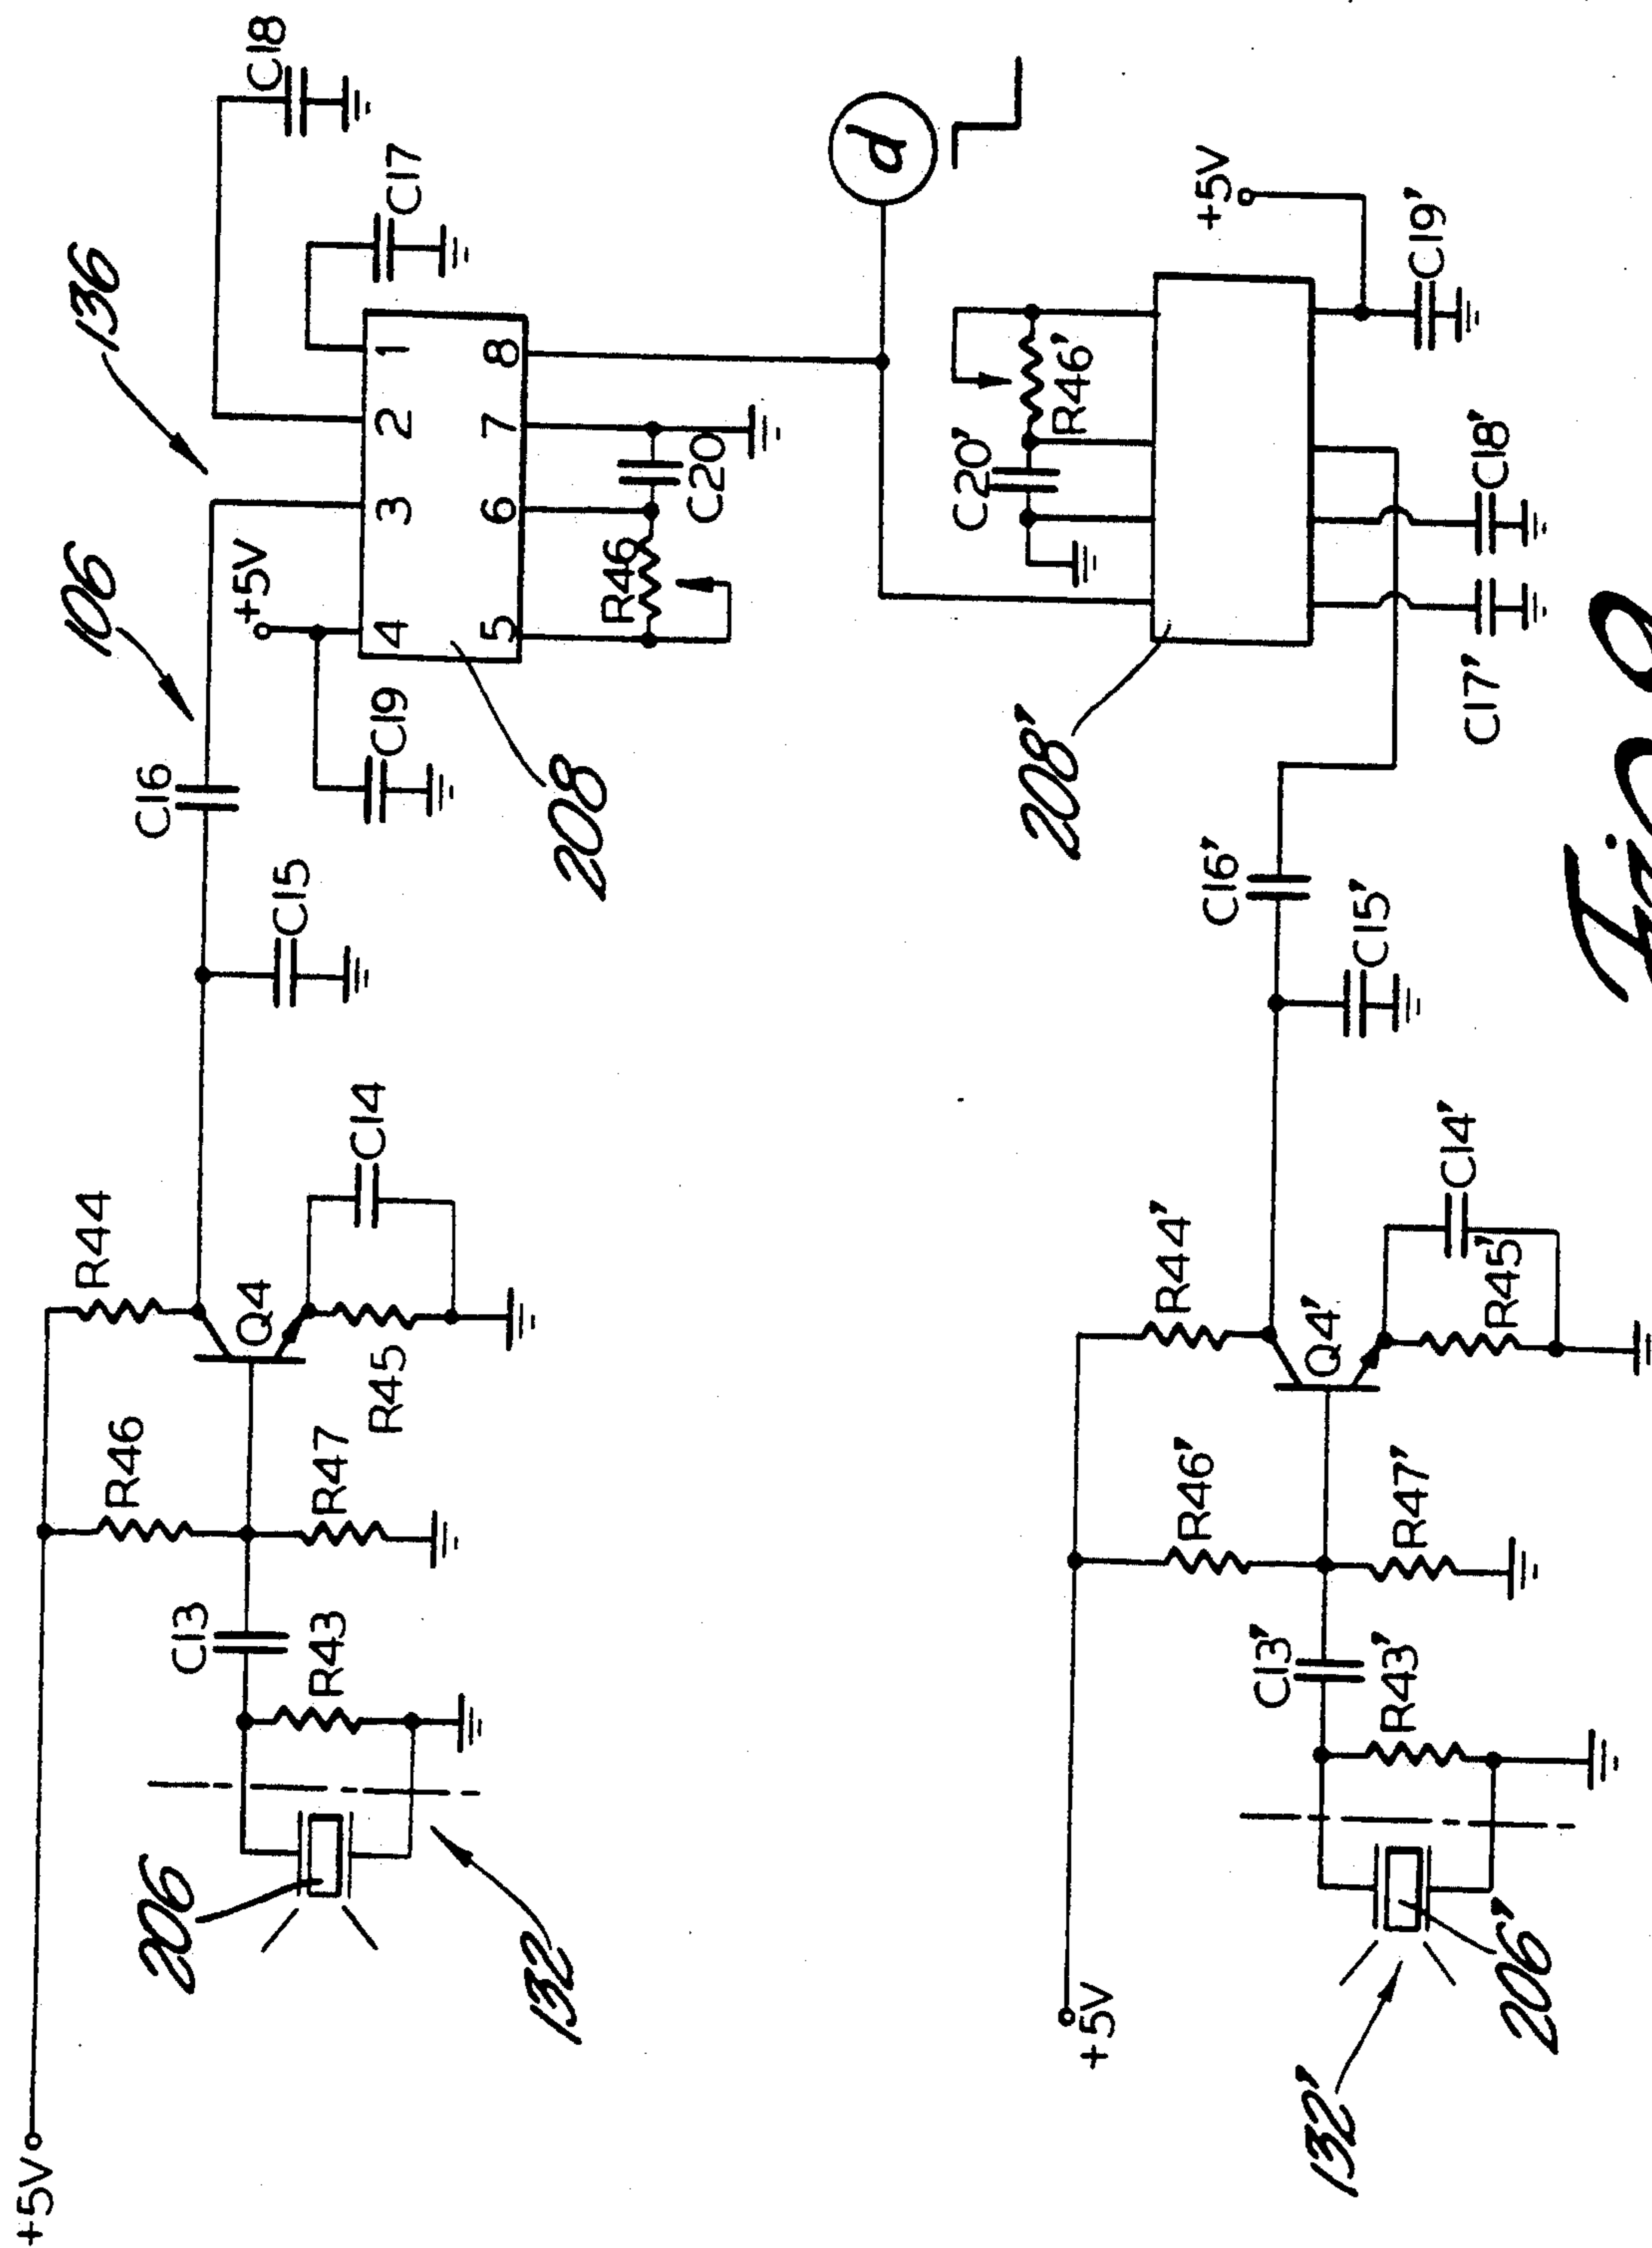 +5V
R46
R44
C13
R43
R47
Q4
R45
C14
206
132
C15
C16
106
136
C19
+5V
4
3
2
1
5
6
7
8
208
R46
C20
C17
C18
d
+5V
R46'
R44'
C13'
R43'
R47'
Q4'
R45'
C14'
132'
206'
C15'
C16'
208'
C20'
R46'
+5V
C17'
C18'
C19'